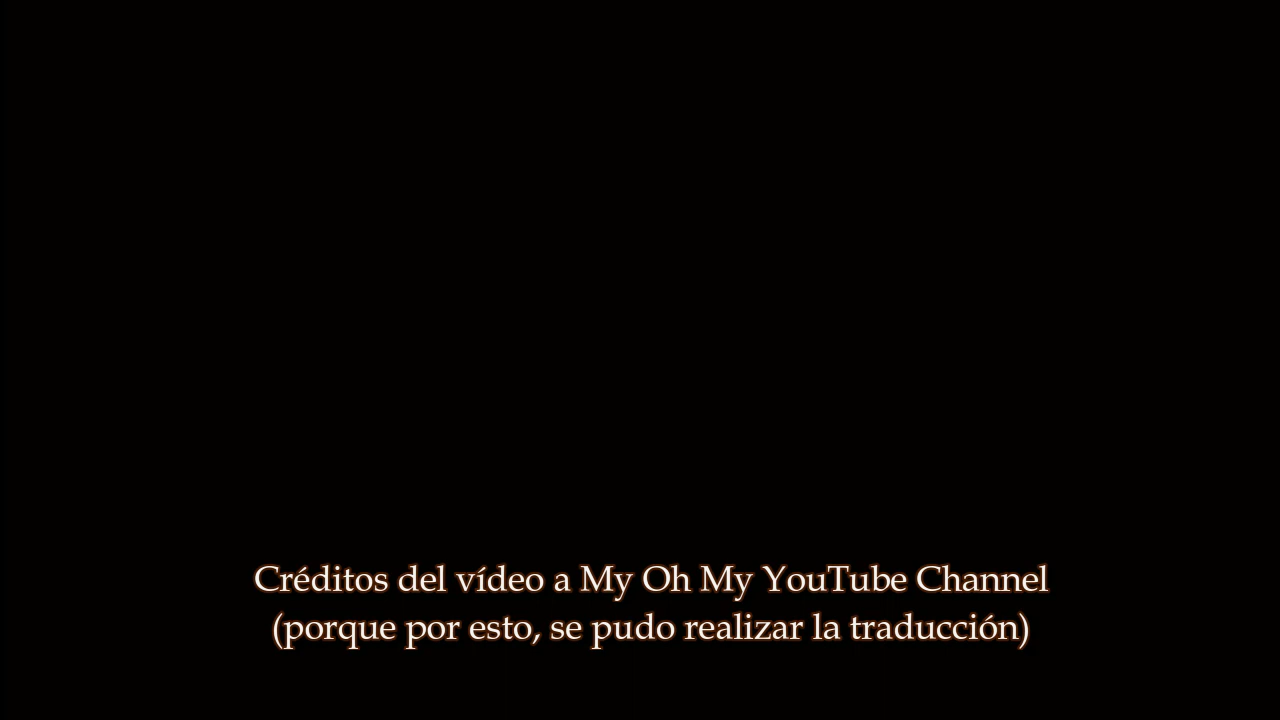 Créditos del vídeo a My Oh My YouTube Channel
(porque por esto, se pudo realizar la traducción)